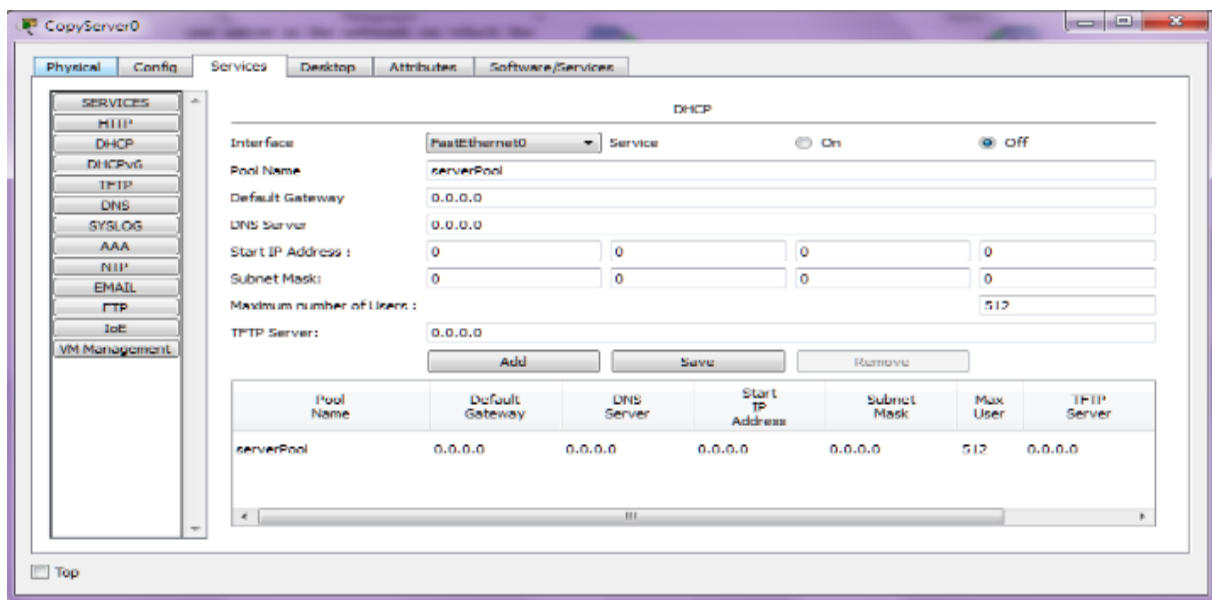 CopyServer0
Physical Config Services Desktop Attributes Software/Services
SERVICES
HTTP
DHCP
DHCPv6
TFTP
DNS
SYSLOG
AAA
NTP
EMAIL
FTP
IoE
VM Management
DHCP
Interface FastEthernet0 Service On Off
Pool Name serverPool
Default Gateway 0.0.0.0
DNS Server 0.0.0.0
Start IP Address : 0 0 0 0
Subnet Mask: 0 0 0 0
Maximum number of Users : 512
TFTP Server: 0.0.0.0
Add Save Remove
Pool Name Default Gateway DNS Server Start IP Address Subnet Mask Max User TFTP Server
serverPool 0.0.0.0 0.0.0.0 0.0.0.0 0.0.0.0 512 0.0.0.0
Top